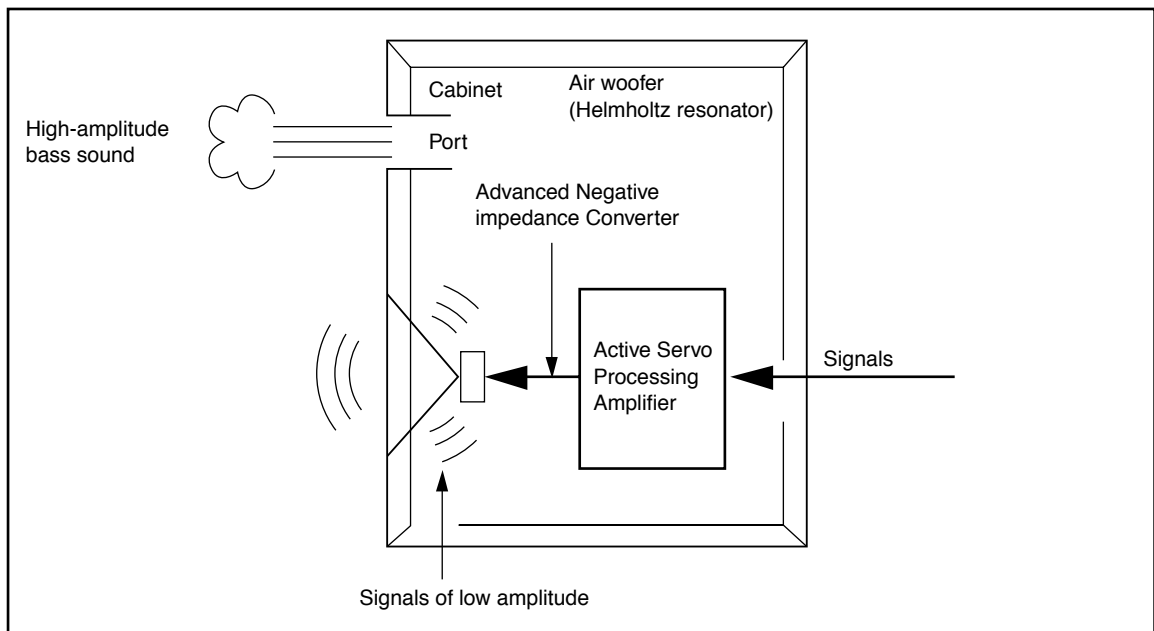 Cabinet
Air woofer
(Helmholtz resonator)
High-amplitude
bass sound
Port
Advanced Negative
impedance Converter
Active Servo
Processing
Amplifier
Signals
Signals of low amplitude